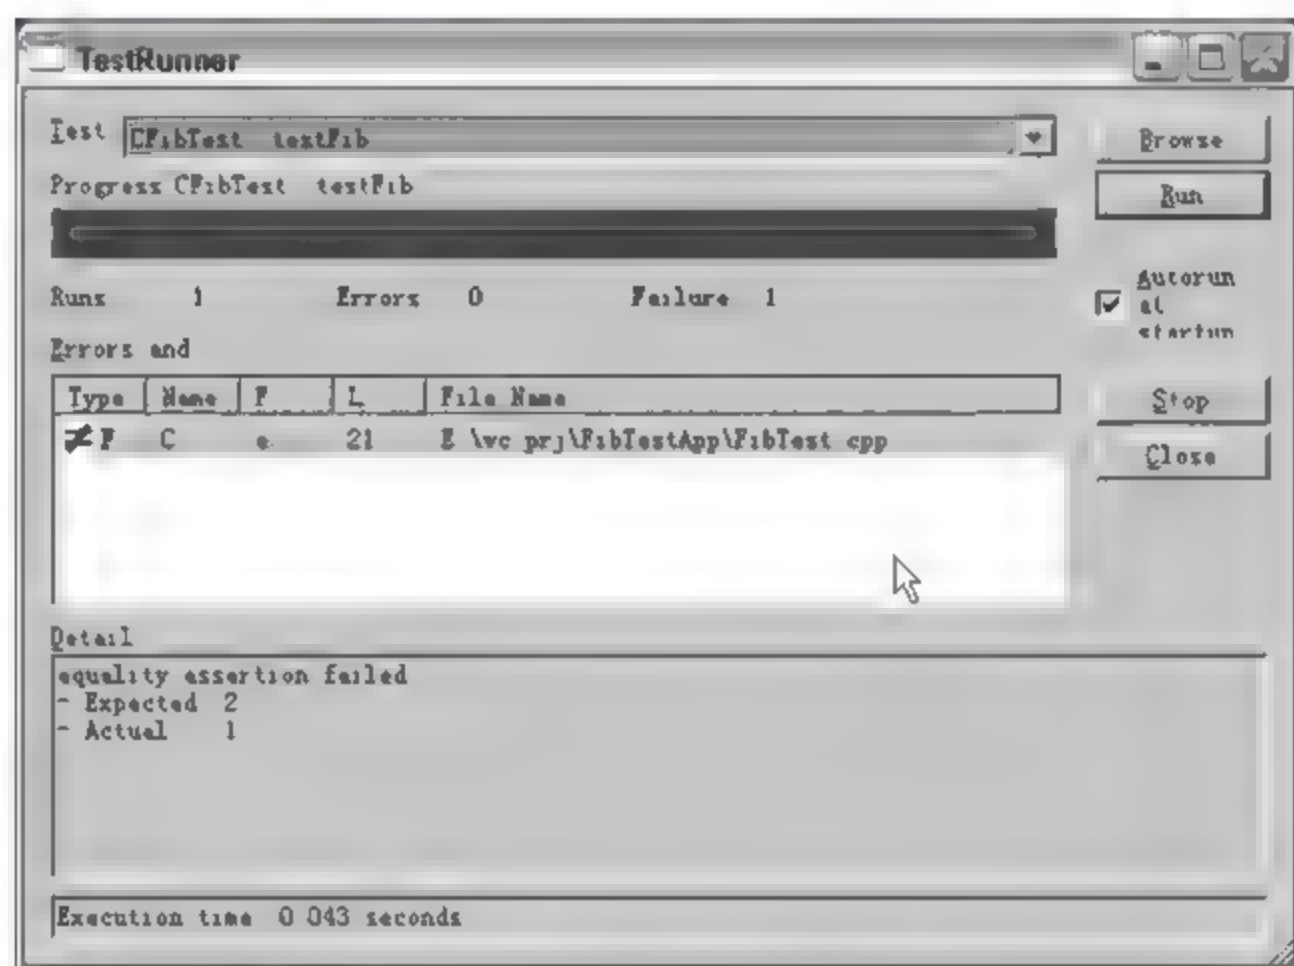 TestRunner
Test CFibTest testFib
Browse
Progress CFibTest testFib
Run
Runs 1 Errors 0 Failure 1
Autorun
at
startup
Errors and
Type Name F L File Name
Stop
F C e. 21 E \vc prj\FibTestApp\FibTest cpp
Close
Detail
equality assertion failed
- Expected 2
- Actual 1
Execution time 0 043 seconds